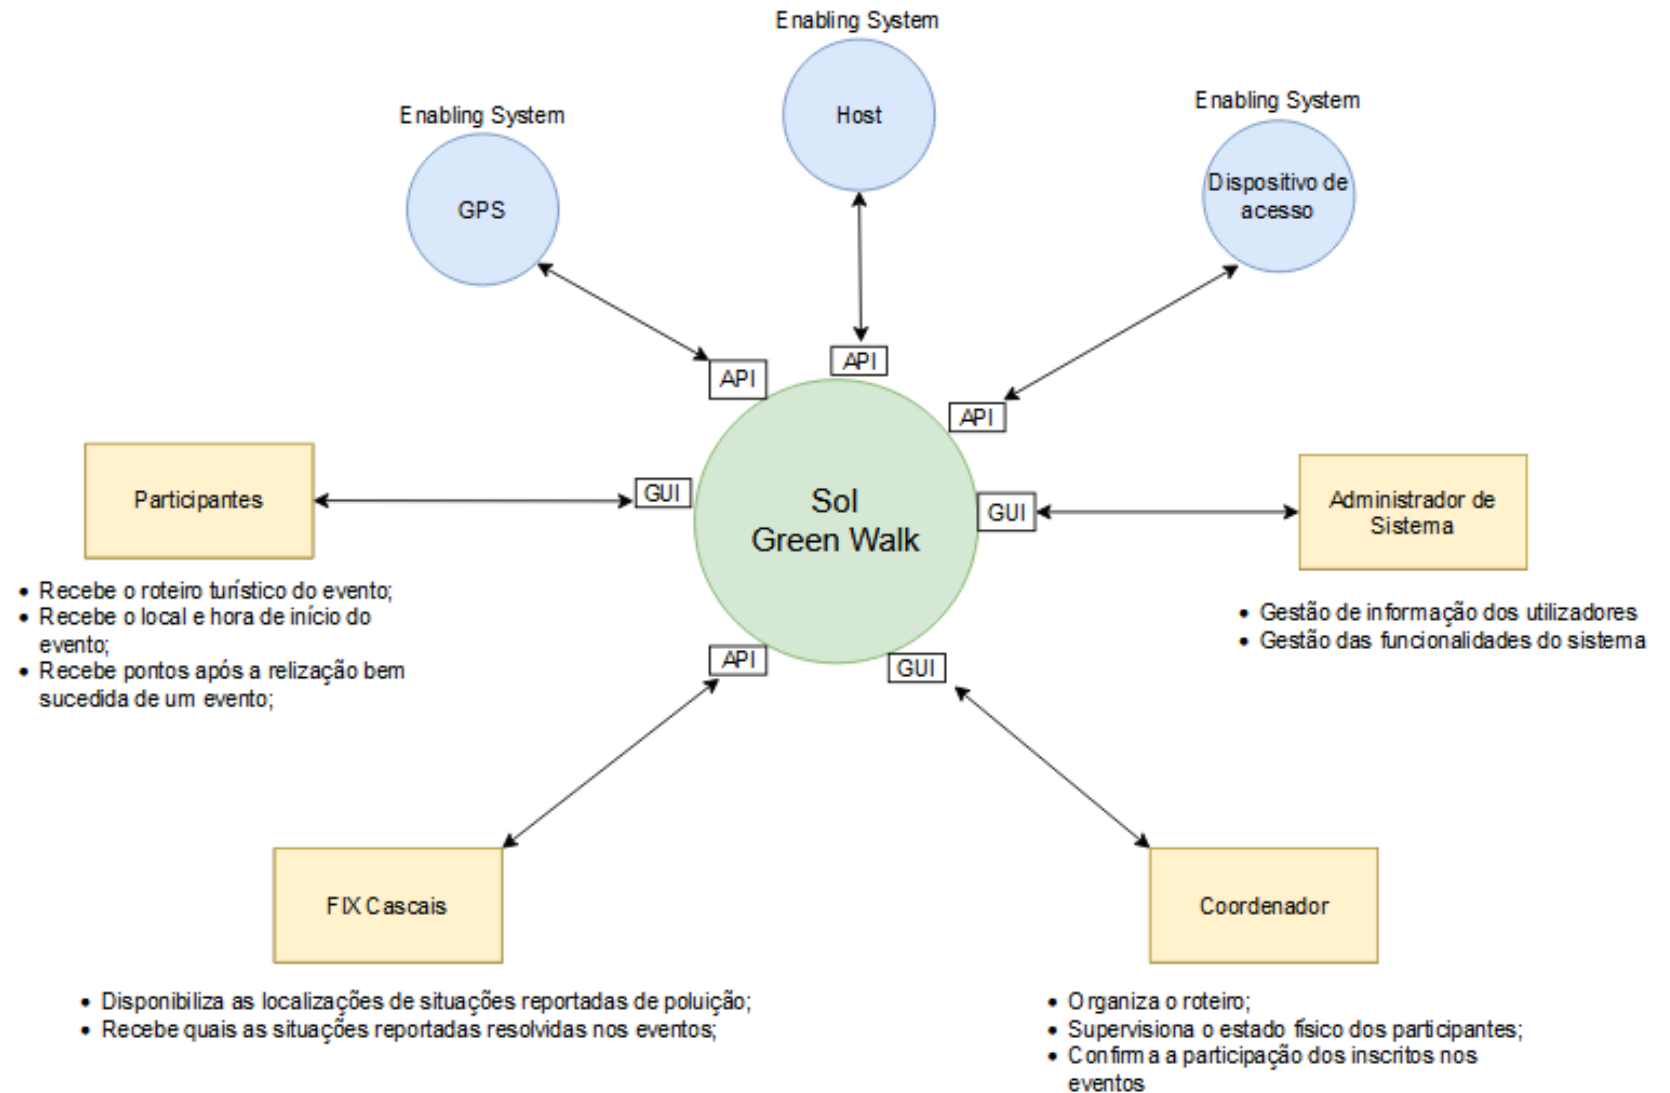 Enabling System
Host
Enabling System
GPS
Enabling System
Dispositivo de
acesso
API
API
API
Participantes
GUI
Sol
Green Walk
GUI
Administrador de
Sistema
• Recebe o roteiro turístico do evento;
• Recebe o local e hora de início do
evento;
• Recebe pontos após a relização bem
sucedida de um evento;
• Gestão de informação dos utilizadores
• Gestão das funcionalidades do sistema
API
GUI
FIX Cascais
Coordenador
• Disponibiliza as localizações de situações reportadas de poluição;
• Recebe quais as situações reportadas resolvidas nos eventos;
• Organiza o roteiro;
• Supervisiona o estado físico dos participantes;
• Confirma a participação dos inscritos nos
eventos